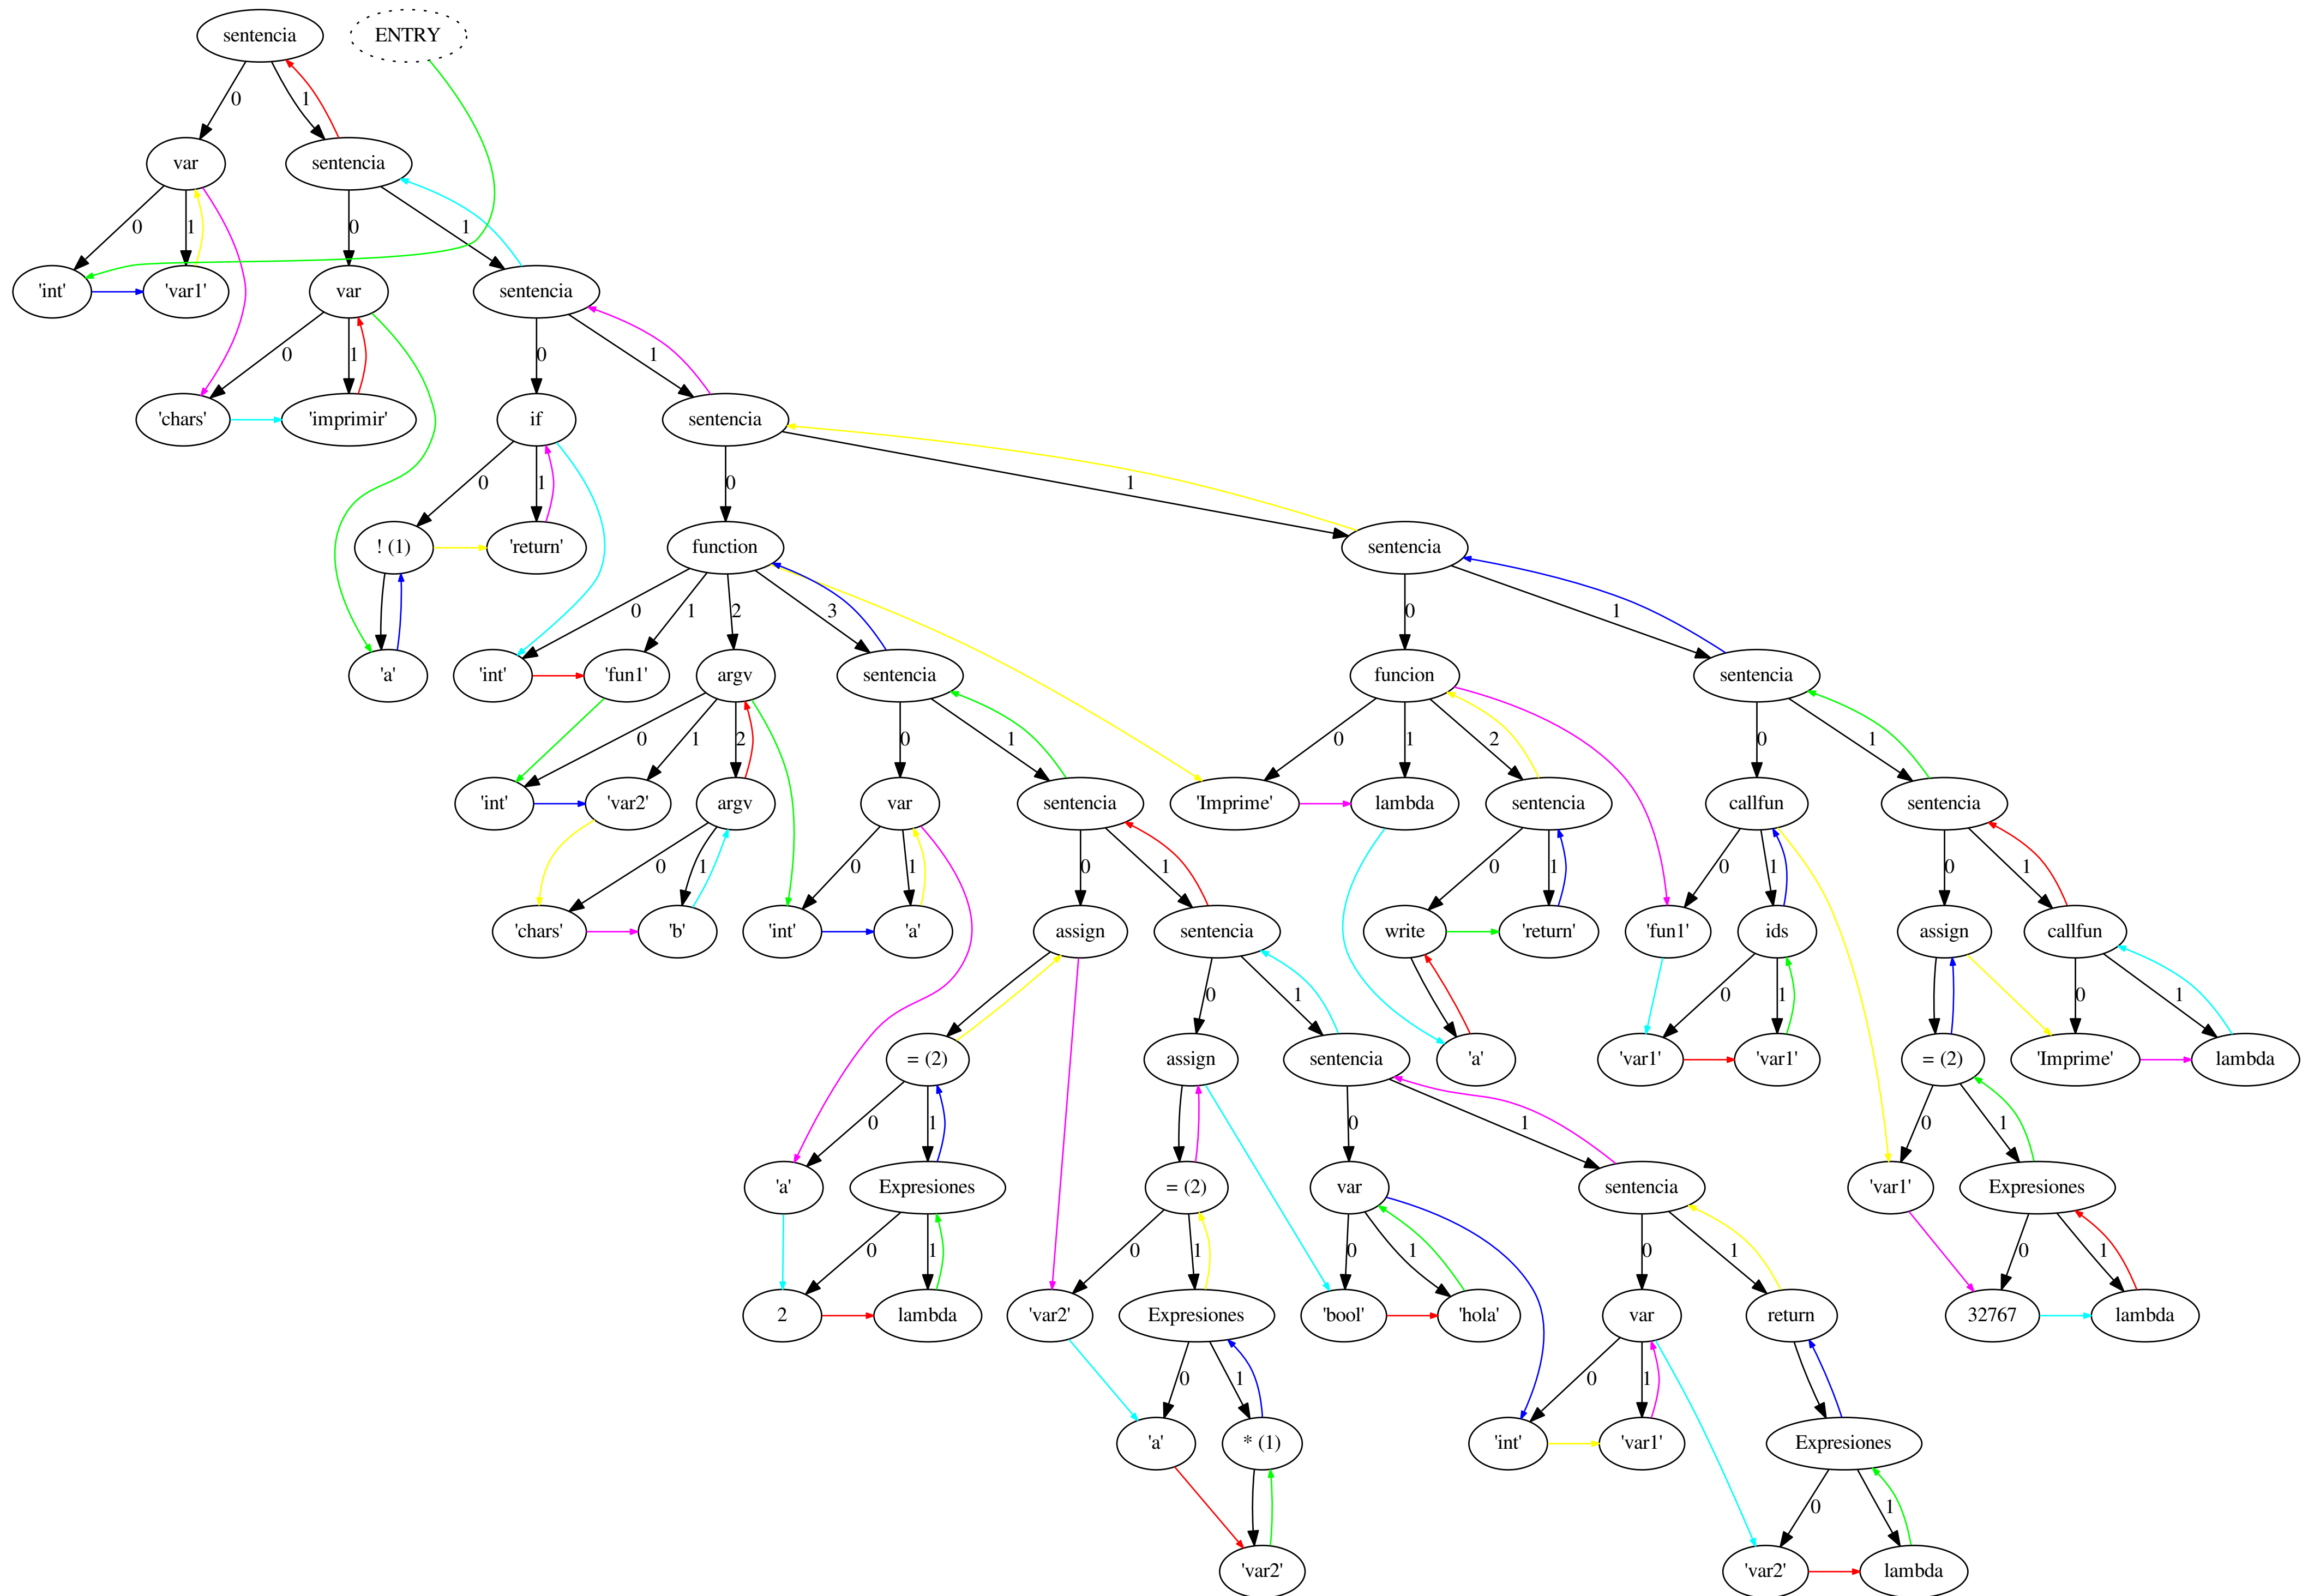 sentencia ENTRY
0 1
var sentencia
0 1 0 1
'int' 'var1' var sentencia
0 1 0 1
'chars' 'imprimir' if sentencia
0 1 0 1
! (1) 'return' function sentencia
0 1 2 3 0 1
'a' 'int' 'fun1' argv sentencia funcion sentencia
0 1 2 0 1 0 1 2 0 1
'int' 'var2' argv var sentencia 'Imprime' lambda sentencia callfun sentencia
0 1 0 1 0 1 0 1 0 1 0 1
'chars' 'b' 'int' 'a' assign sentencia write 'return' 'fun1' ids assign callfun
0 1 0 1 0 1
= (2) assign sentencia 'a' 'var1' 'var1' = (2) 'Imprime' lambda
0 1 0 1 0 1
'a' Expresiones = (2) var sentencia 'var1' Expresiones
0 1 0 1 0 1 0 1 0 1
2 lambda 'var2' Expresiones 'bool' 'hola' var return 32767 lambda
0 1 0 1
'a' * (1) 'int' 'var1' Expresiones
0 1
'var2' 'var2' lambda